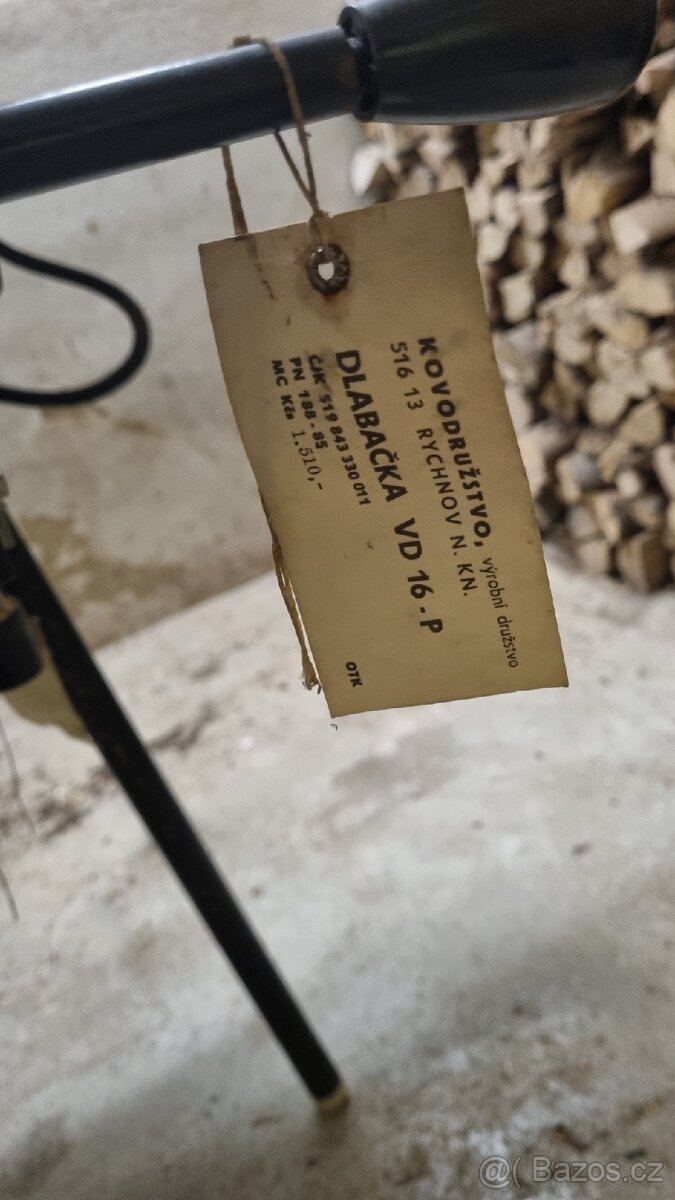 KOVODRUŽSTVO, výrobní družstvo
516 13 RYCHNOV N. KN.
DLABAČKA VD 16 - P
ČJK 519 843 330 011
PN 188 - 85
MC Kčs 1.510,-
OTK
@( Bazos.cz